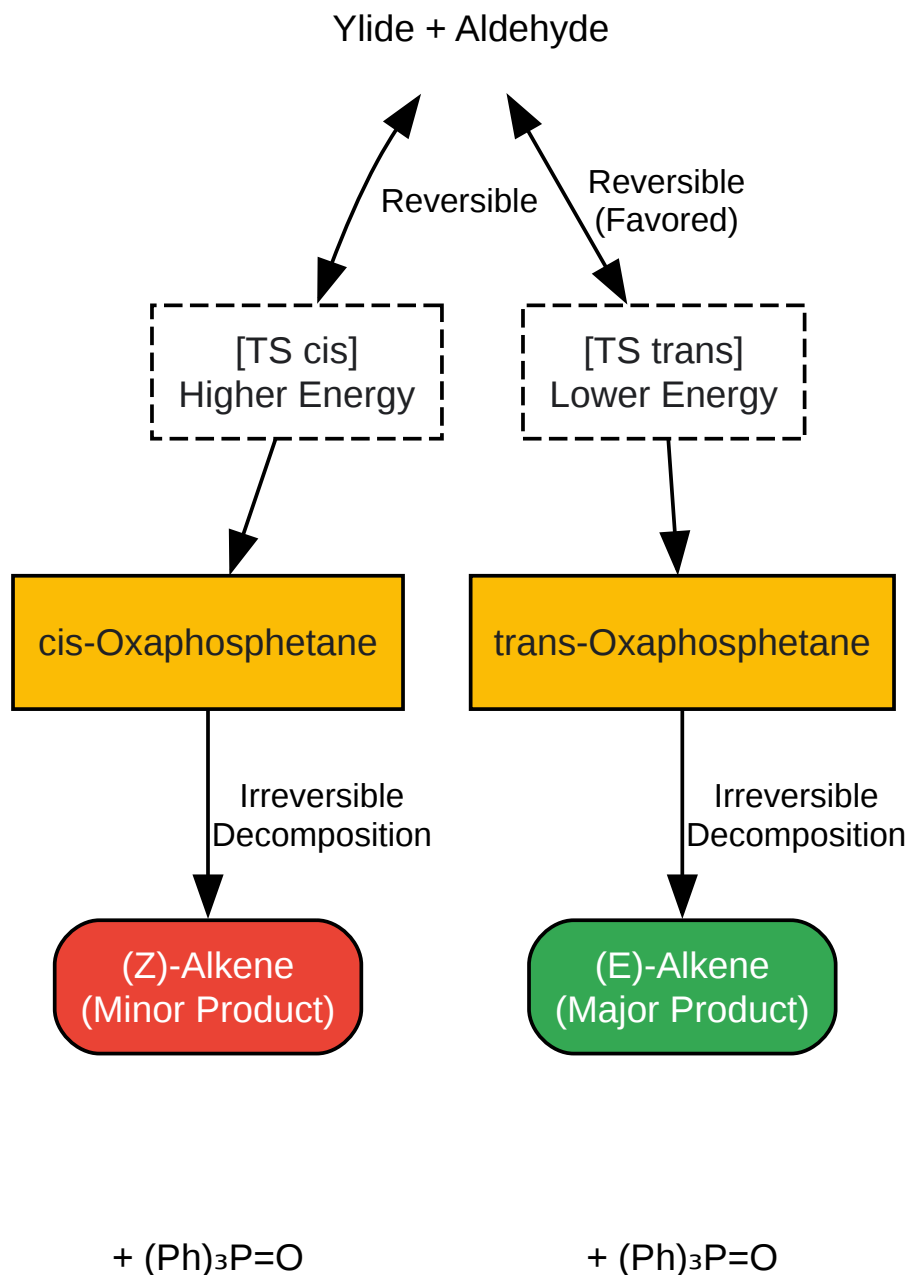 Ylide + Aldehyde
Reversible
Reversible
(Favored)
[TS cis]
Higher Energy
[TS trans]
Lower Energy
cis-Oxaphosphetane
trans-Oxaphosphetane
Irreversible
Decomposition
Irreversible
Decomposition
(Z)-Alkene
(Minor Product)
(E)-Alkene
(Major Product)
+ (Ph)₃P=O
+ (Ph)₃P=O